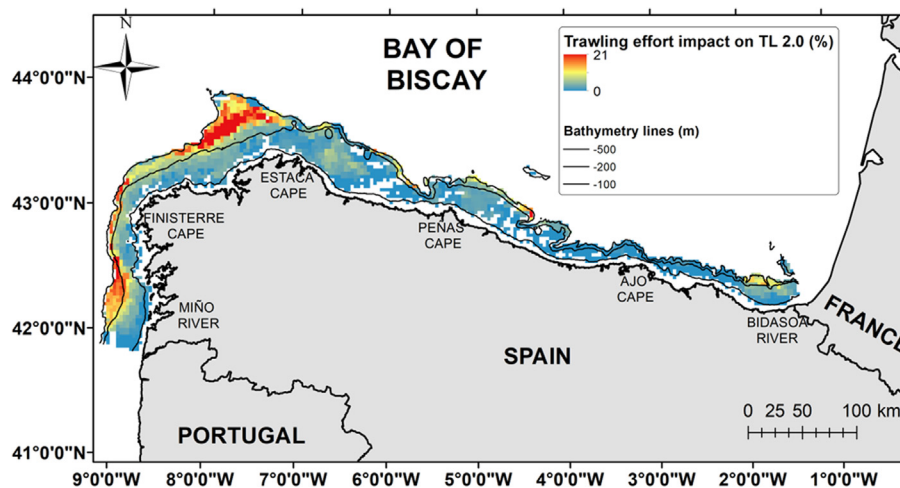 N
BAY OF
BISCAY
Trawling effort impact on TL 2.0 (%)
21
0
Bathymetry lines (m)
-500
-200
-100
44°0'0"N
43°0'0"N
42°0'0"N
41°0'0"N
ESTACA
CAPE
FINISTERRE
CAPE
PEÑAS
CAPE
AJO
CAPE
MIÑO
RIVER
BIDASOA
RIVER
FRANCE
SPAIN
PORTUGAL
0 25 50 100 km
9°0'0"W 8°0'0"W 7°0'0"W 6°0'0"W 5°0'0"W 4°0'0"W 3°0'0"W 2°0'0"W 1°0'0"W